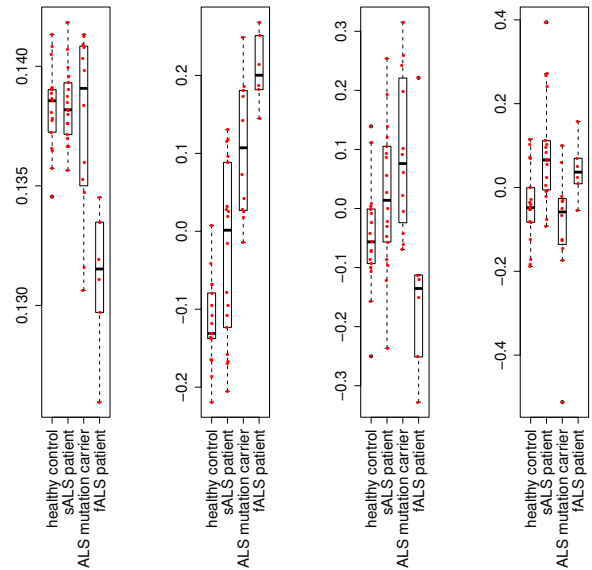 0.140
0.135
0.130
healthy control
sALS patient
ALS mutation carrier
fALS patient
0.2
0.1
0.0
−0.1
−0.2
healthy control
sALS patient
ALS mutation carrier
fALS patient
0.3
0.2
0.1
0.0
−0.1
−0.2
−0.3
healthy control
sALS patient
ALS mutation carrier
fALS patient
0.4
0.2
0.0
−0.2
−0.4
healthy control
sALS patient
ALS mutation carrier
fALS patient